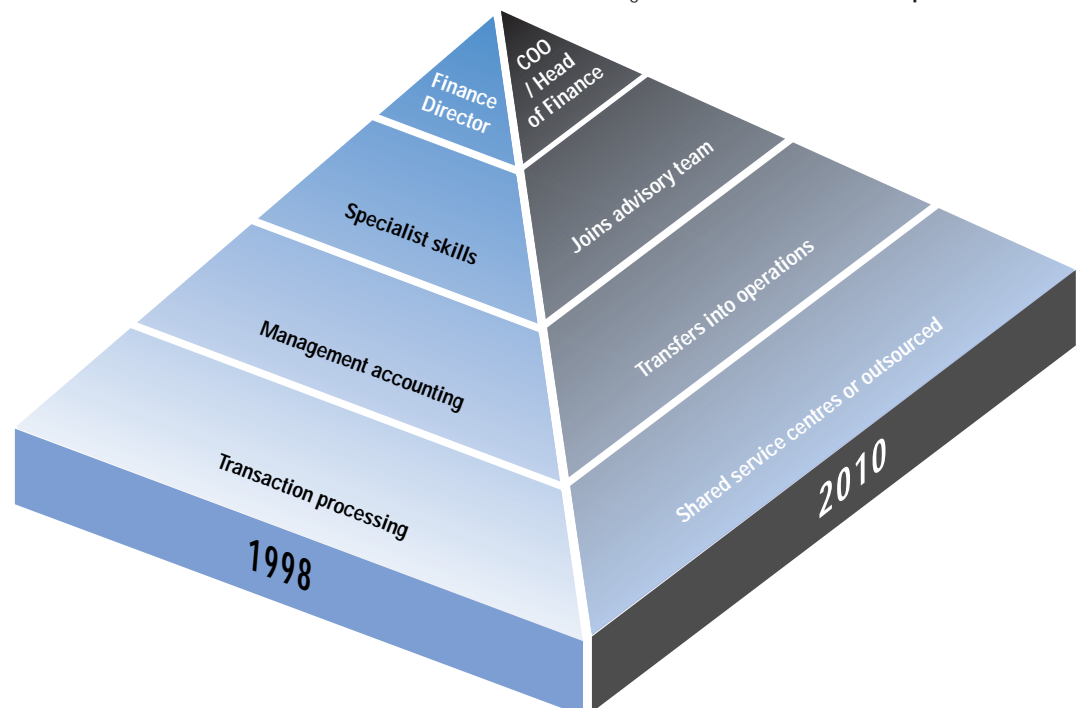 Finance
Director
COO
/ Head
of Finance
Specialist skills
Joins advisory team
Management accounting
Transfers into operations
Transaction processing
Shared service centres or outsourced
1998
2010